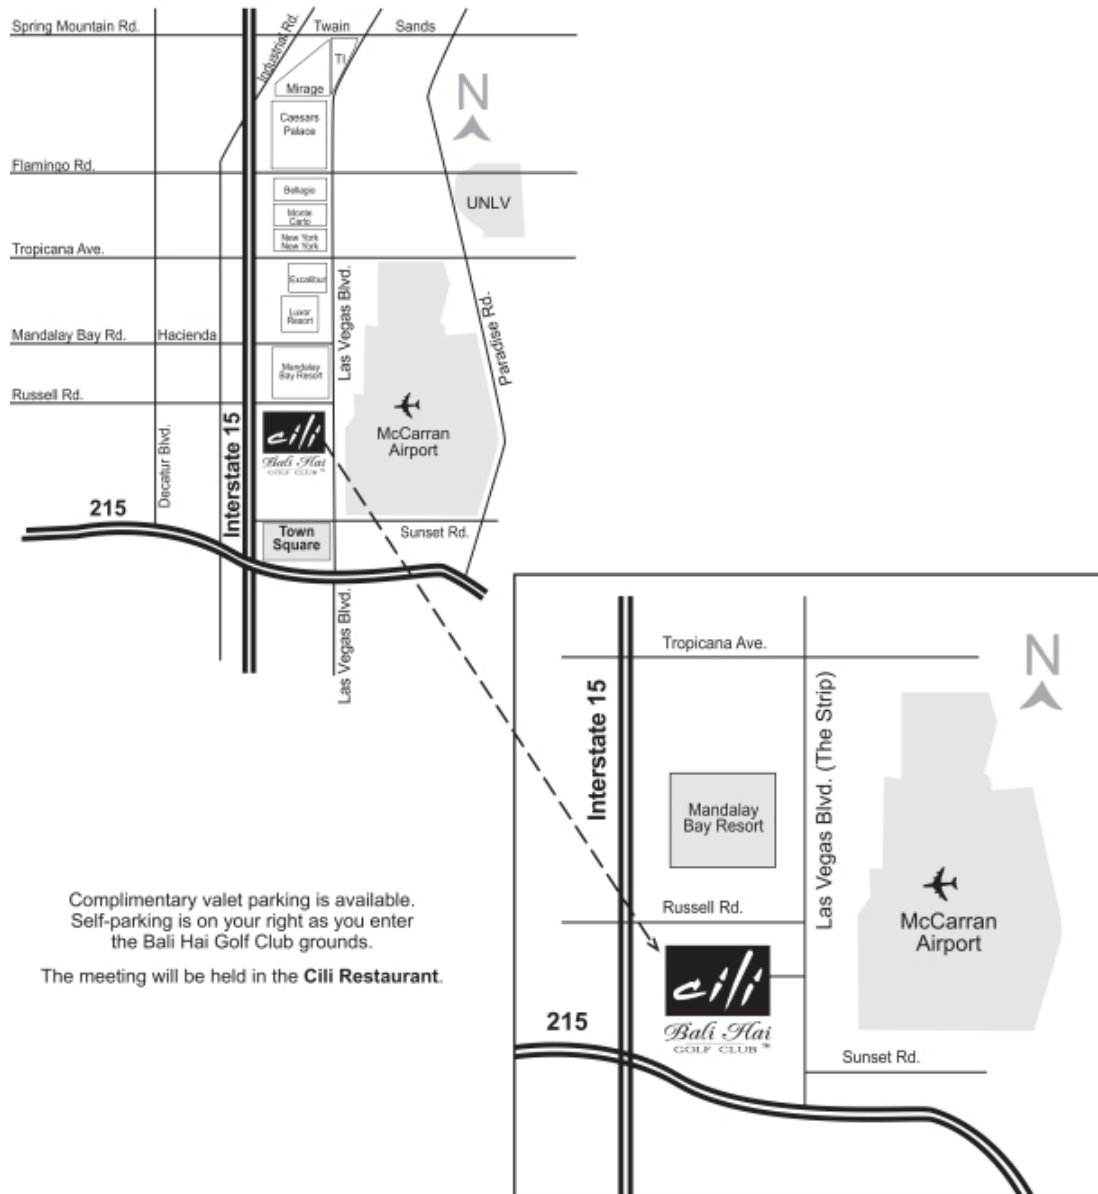 Spring Mountain Rd.
Industrial Rd.
Twain
Sands
TI
Mirage
N
Caesars
Palace
Flamingo Rd.
Bellagio
UNLV
Monte
Carlo
New York
New York
Tropicana Ave.
Excalibur
Las Vegas Blvd.
Paradise Rd.
Luxor
Resort
Mandalay Bay Rd.
Hacienda
Mandalay
Bay Resort
Russell Rd.
Decatur Blvd.
Interstate 15
cili
Bali Hai
GOLF CLUB™
McCarran
Airport
215
Town
Square
Sunset Rd.
Las Vegas Blvd.
Tropicana Ave.
N
Interstate 15
Las Vegas Blvd. (The Strip)
Mandalay
Bay Resort
Russell Rd.
McCarran
Airport
cili
Bali Hai
GOLF CLUB™
215
Sunset Rd.
Complimentary valet parking is available.
Self-parking is on your right as you enter
the Bali Hai Golf Club grounds.
The meeting will be held in the Cili Restaurant.